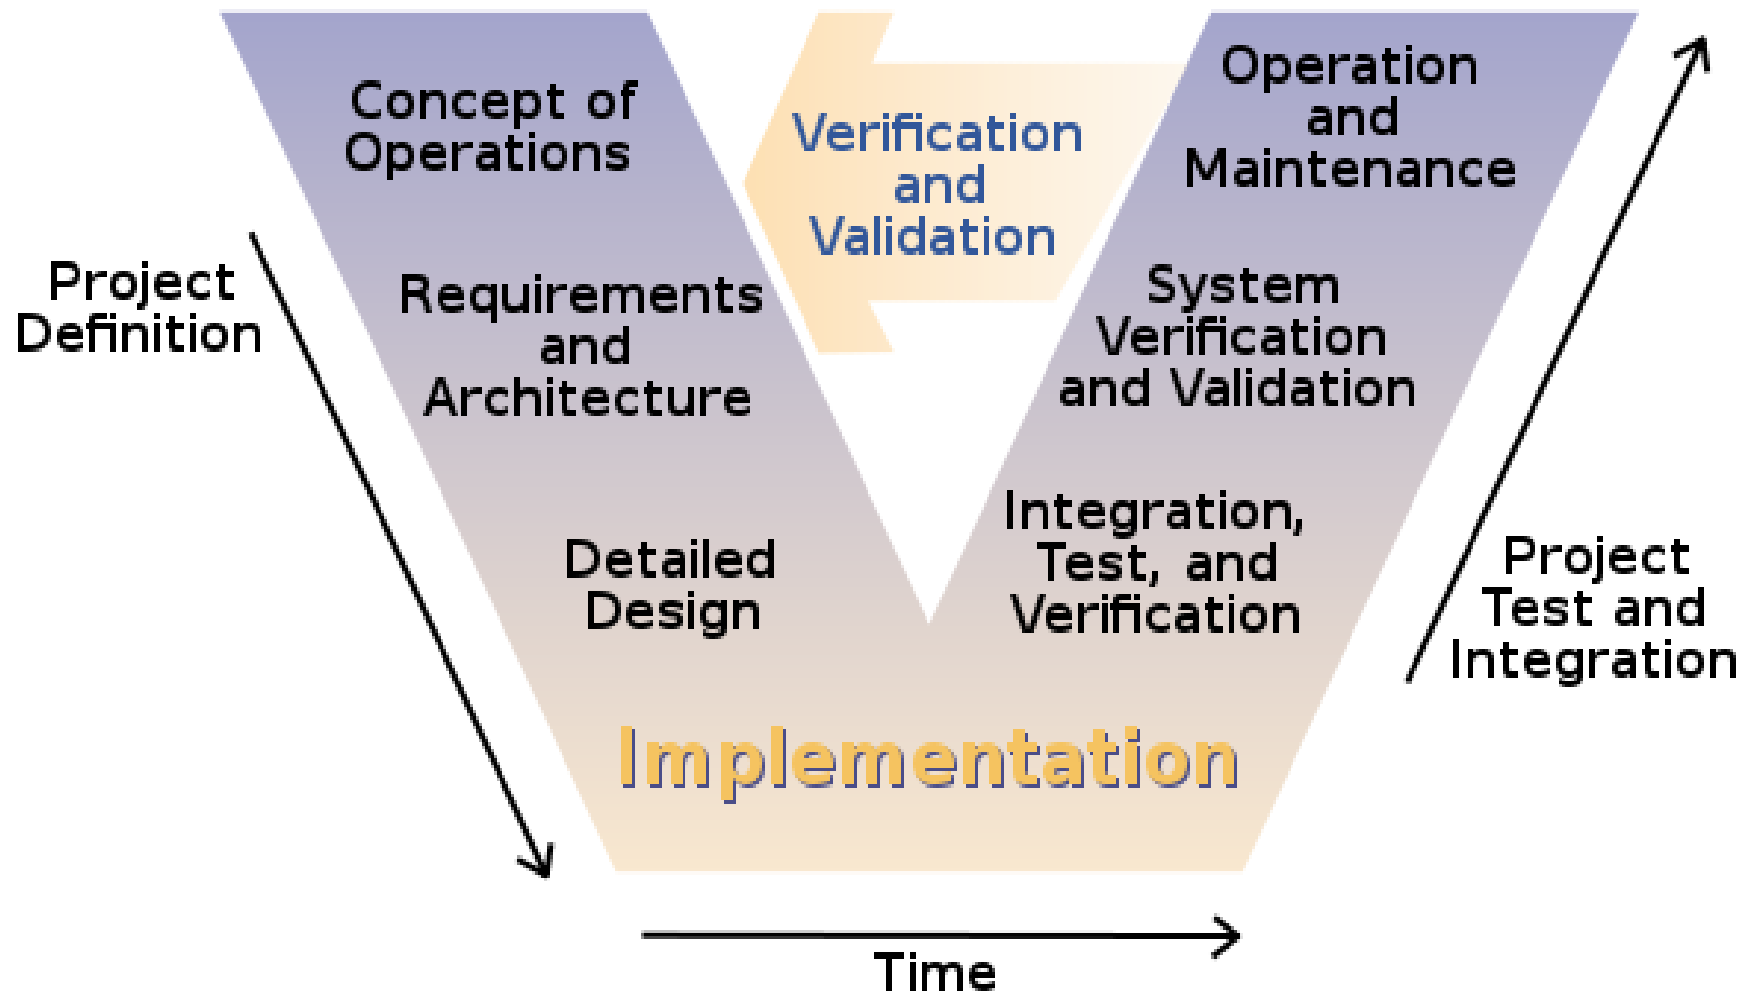 Concept of
Operations
Verification
and
Validation
Operation
and
Maintenance
Project
Definition
Requirements
and
Architecture
System
Verification
and Validation
Detailed
Design
Integration,
Test, and
Verification
Project
Test and
Integration
Implementation
Time